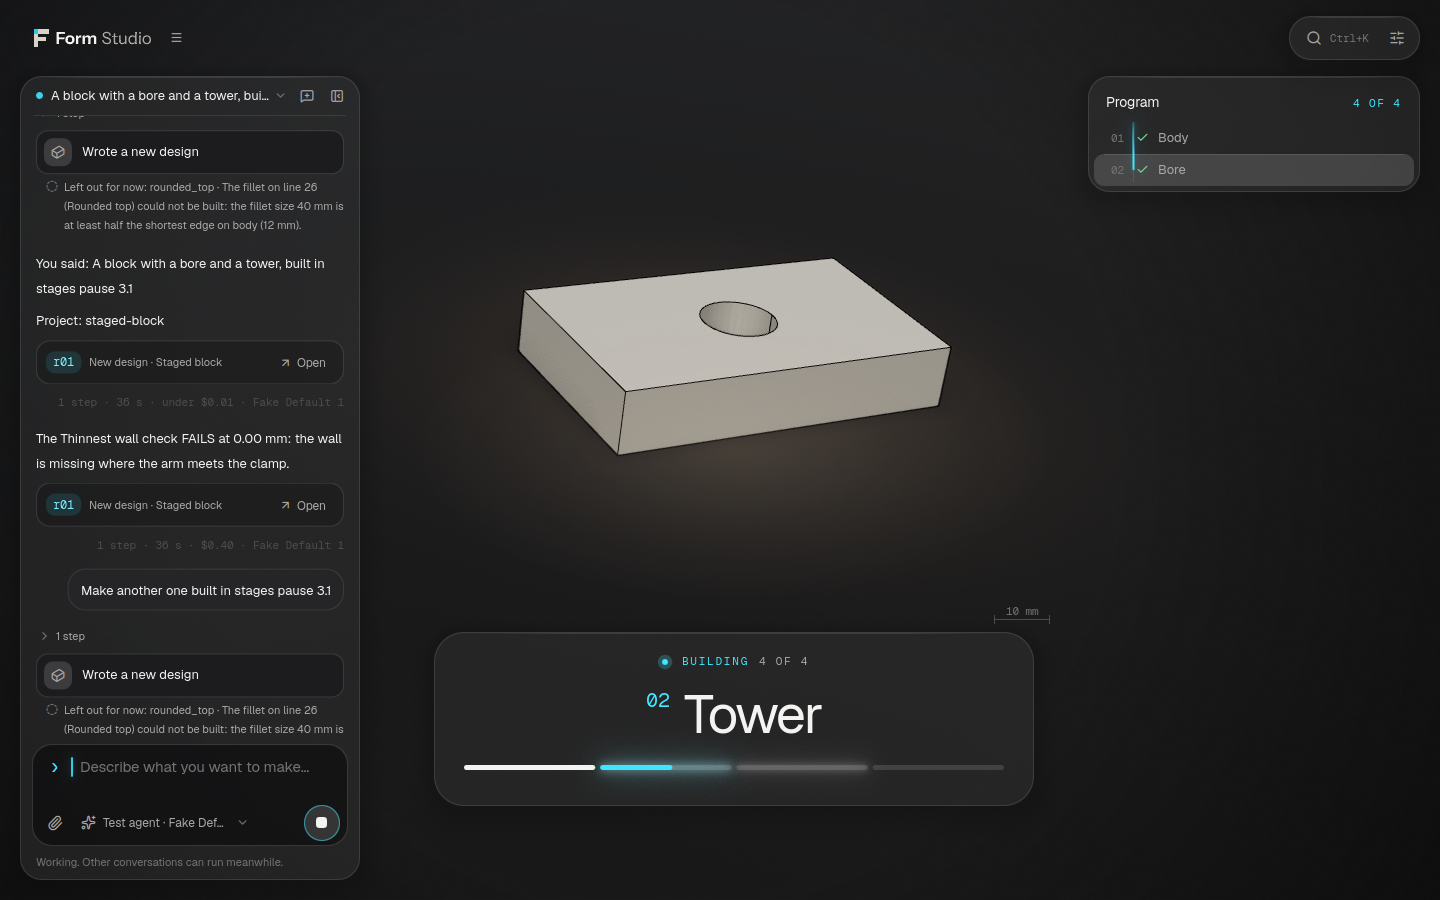 Form Studio
Ctrl+K
A block with a bore and a tower, bui...
Wrote a new design
Left out for now: rounded_top · The fillet on line 26
(Rounded top) could not be built: the fillet size 40 mm is
at least half the shortest edge on body (12 mm).
You said: A block with a bore and a tower, built in
stages pause 3.1
Project: staged-block
r01 New design · Staged block Open
1 step · 36 s · under $0.01 · Fake Default 1
The Thinnest wall check FAILS at 0.00 mm: the wall
is missing where the arm meets the clamp.
r01 New design · Staged block Open
1 step · 36 s · $0.40 · Fake Default 1
Make another one built in stages pause 3.1
1 step
Wrote a new design
Left out for now: rounded_top · The fillet on line 26
(Rounded top) could not be built: the fillet size 40 mm is
Describe what you want to make...
Test agent · Fake Def...
Working. Other conversations can run meanwhile.
10 mm
BUILDING 4 OF 4
02 Tower
Program 4 OF 4
01 Body
02 Bore